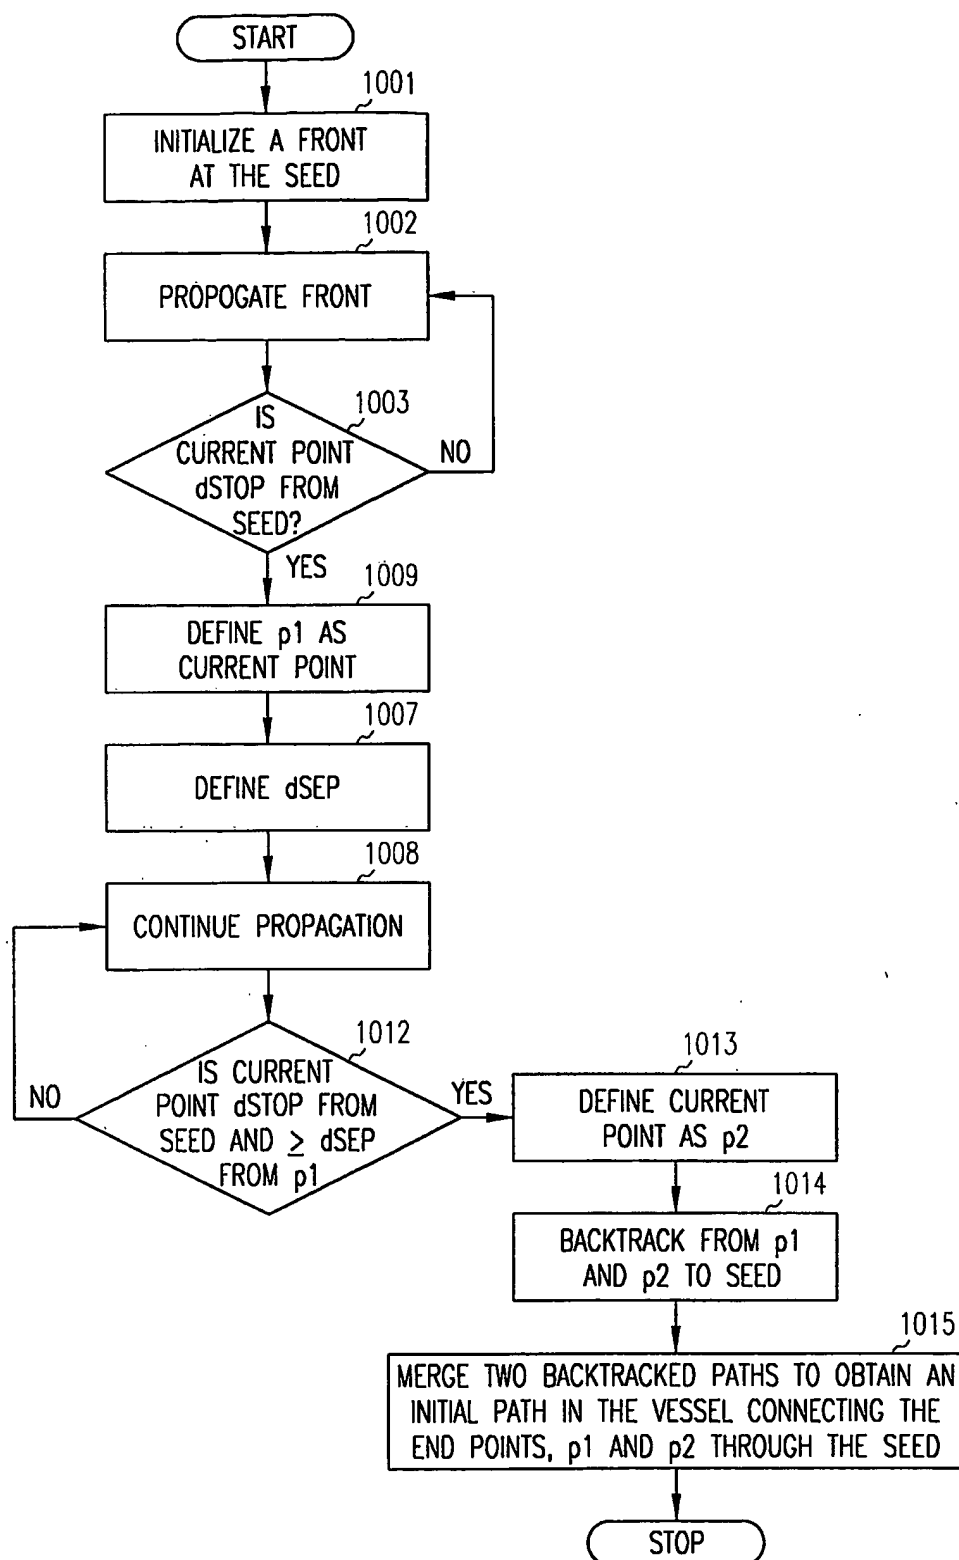 START
1001
INITIALIZE A FRONT
AT THE SEED
1002
PROPOGATE FRONT
1003
IS
CURRENT POINT
dSTOP FROM
SEED?
NO
YES
1009
DEFINE p1 AS
CURRENT POINT
1007
DEFINE dSEP
1008
CONTINUE PROPAGATION
1012
IS CURRENT
POINT dSTOP FROM
SEED AND ≥ dSEP
FROM p1
NO
YES
1013
DEFINE CURRENT
POINT AS p2
1014
BACKTRACK FROM p1
AND p2 TO SEED
1015
MERGE TWO BACKTRACKED PATHS TO OBTAIN AN
INITIAL PATH IN THE VESSEL CONNECTING THE
END POINTS, p1 AND p2 THROUGH THE SEED
STOP